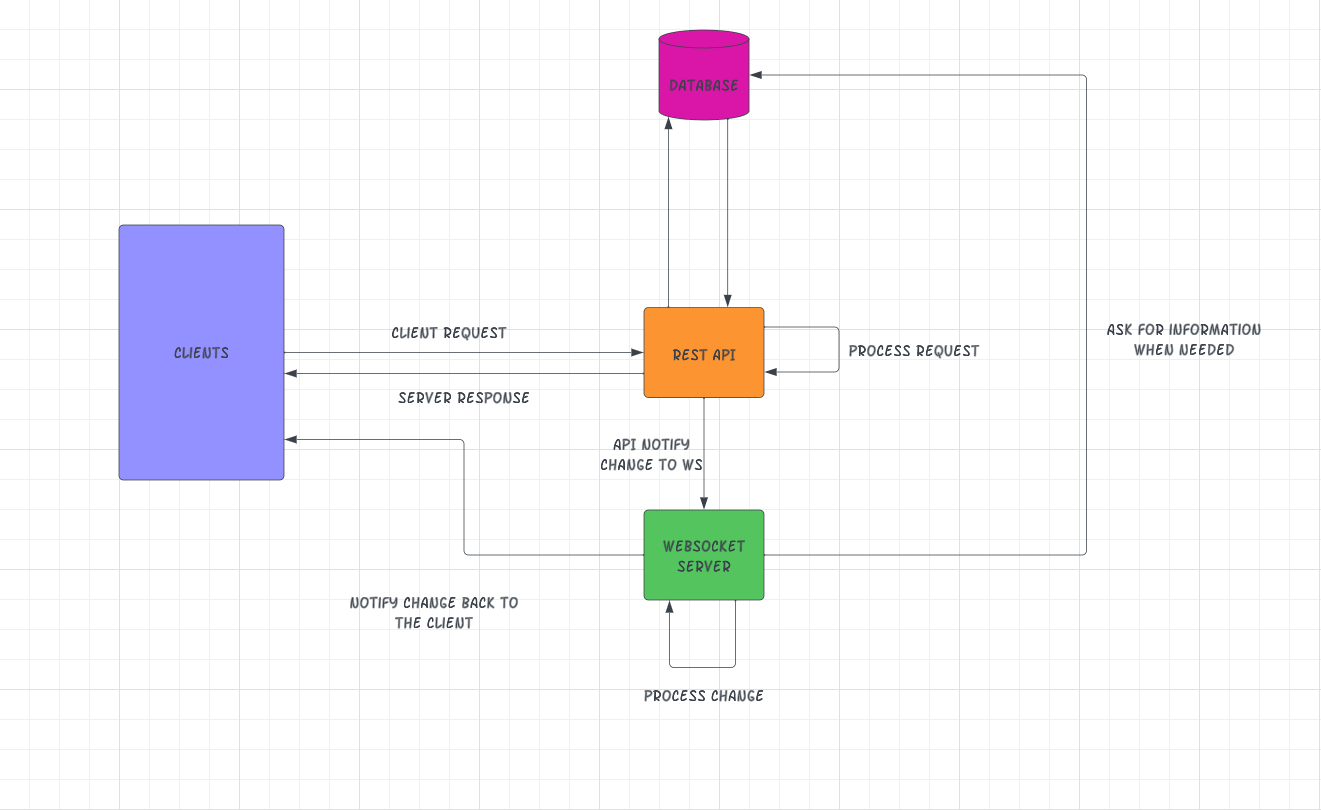 DATABASE
CLIENTS
CLIENT REQUEST
SERVER RESPONSE
REST API
PROCESS REQUEST
ASK FOR INFORMATION
WHEN NEEDED
API NOTIFY
CHANGE TO WS
WEBSOCKET
SERVER
NOTIFY CHANGE BACK TO
THE CLIENT
PROCESS CHANGE